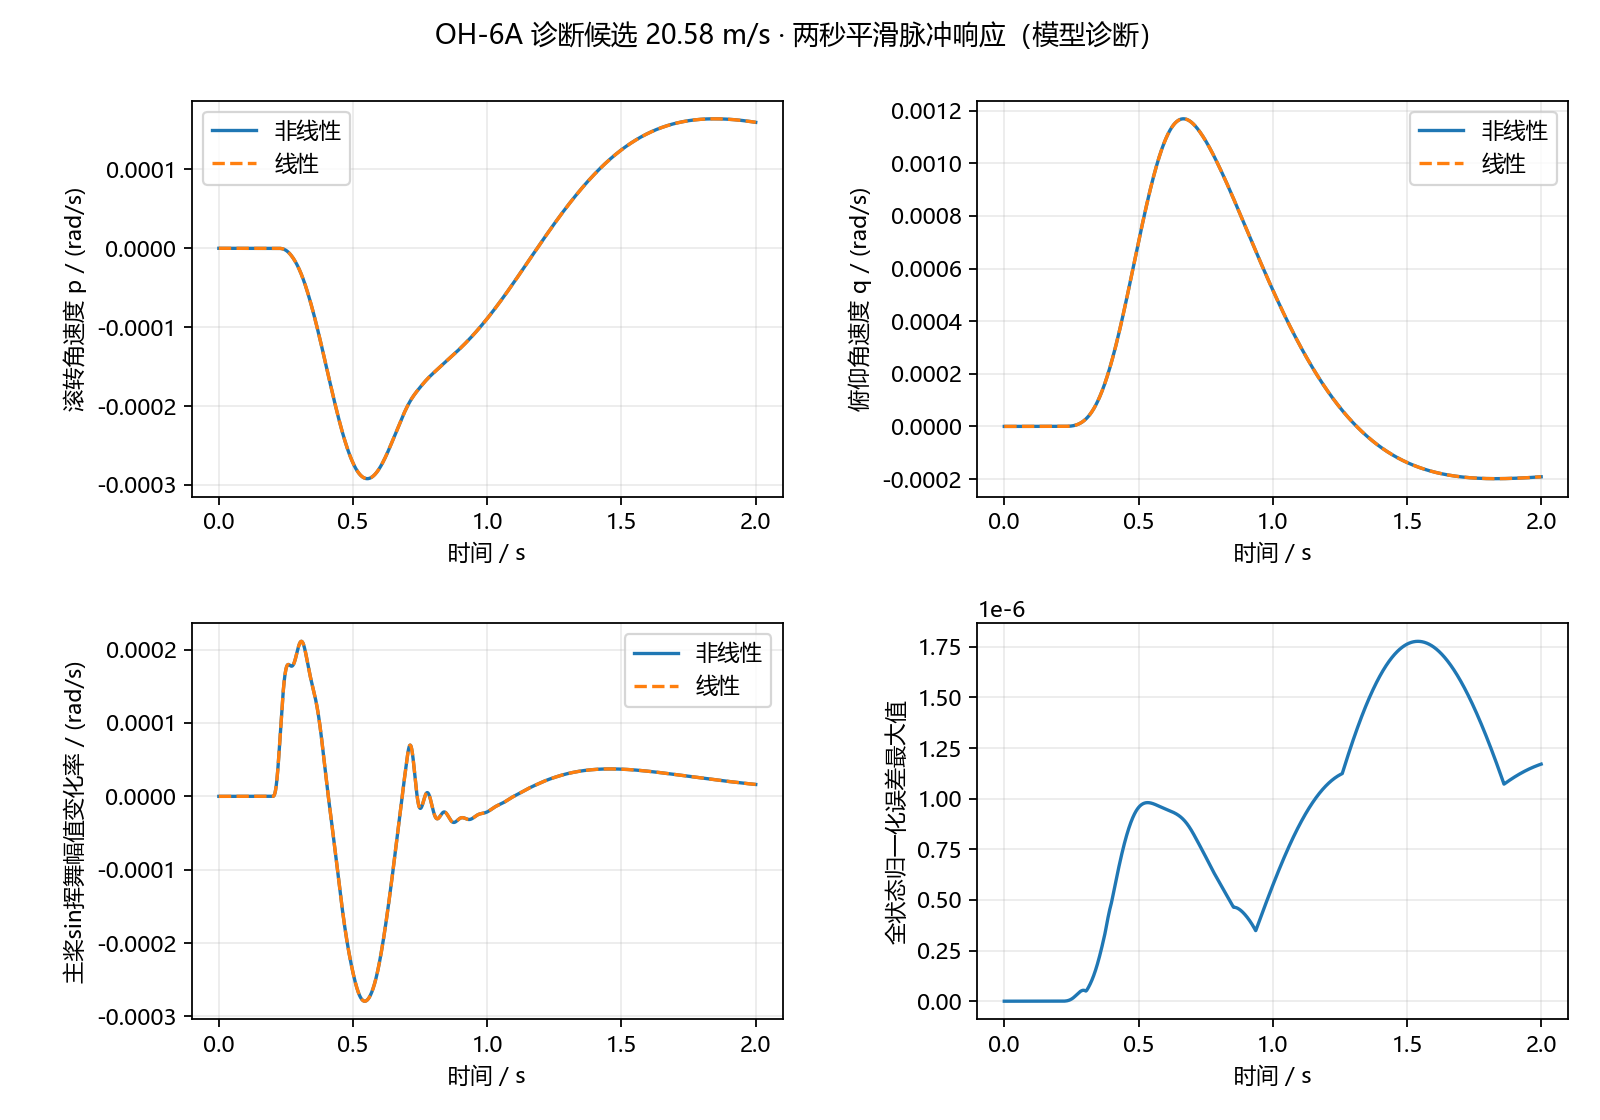 OH-6A 诊断候选 20.58 m/s · 两秒平滑脉冲响应（模型诊断）
非线性
线性
0.0001
0.0000
-0.0001
-0.0002
-0.0003
滚转角速度 p / (rad/s)
0.0
0.5
1.0
1.5
2.0
时间 / s
非线性
线性
0.0012
0.0010
0.0008
0.0006
0.0004
0.0002
0.0000
-0.0002
俯仰角速度 q / (rad/s)
0.0
0.5
1.0
1.5
2.0
时间 / s
非线性
线性
0.0002
0.0001
0.0000
-0.0001
-0.0002
-0.0003
主桨sin挥舞幅值变化率 / (rad/s)
0.0
0.5
1.0
1.5
2.0
时间 / s
1e-6
1.75
1.50
1.25
1.00
0.75
0.50
0.25
0.00
全状态归一化误差最大值
0.0
0.5
1.0
1.5
2.0
时间 / s